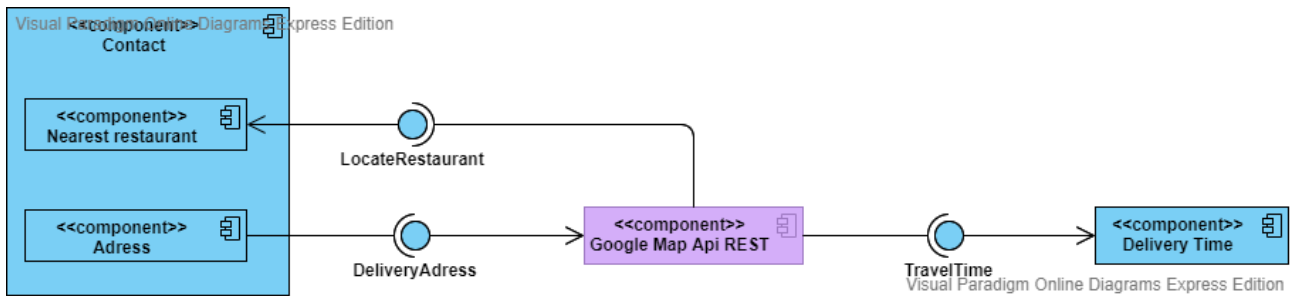 Visual Paradigm Online Diagrams Express Edition
<<component>>
Contact
<<component>>
Nearest restaurant
LocateRestaurant
<<component>>
Adress
DeliveryAdress
<<component>>
Google Map Api REST
TravelTime
<<component>>
Delivery Time
Visual Paradigm Online Diagrams Express Edition